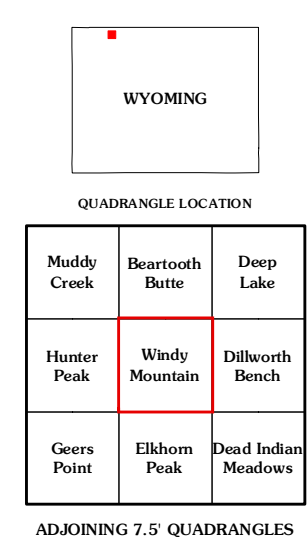 WYOMING
QUADRANGLE LOCATION
Muddy Creek
Beartooth Butte
Deep Lake
Hunter Peak
Windy Mountain
Dillworth Bench
Geers Point
Elkhorn Peak
Dead Indian Meadows
ADJOINING 7.5' QUADRANGLES